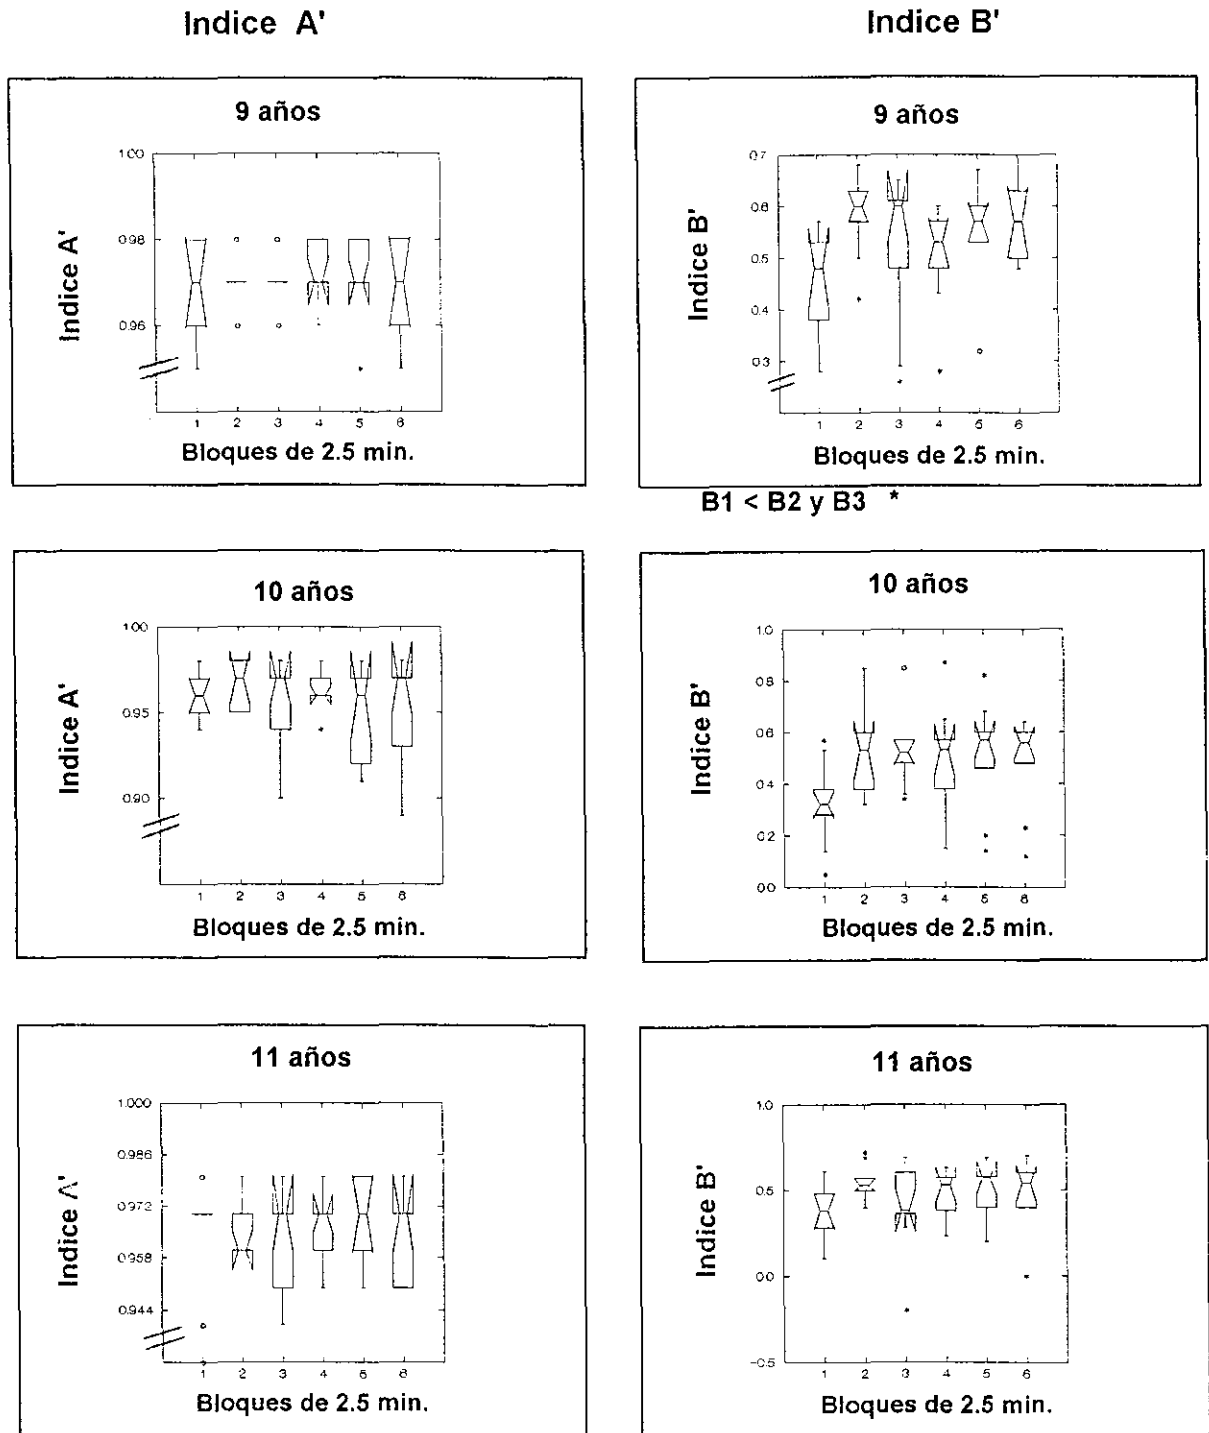 Indice A'
Indice B'
9 años
1.00
0.98
0.96
Indice A'
1 2 3 4 5 6
Bloques de 2.5 min.
9 años
0.7
0.6
0.5
0.4
0.3
Indice B'
1 2 3 4 5 6
Bloques de 2.5 min.
B1 < B2 y B3 *
10 años
1.00
0.95
0.90
Indice A'
1 2 3 4 5 6
Bloques de 2.5 min.
10 años
1.0
0.8
0.6
0.4
0.2
0.0
Indice B'
1 2 3 4 5 6
Bloques de 2.5 min.
11 años
1.000
0.986
0.972
0.958
0.944
Indice A'
1 2 3 4 5 6
Bloques de 2.5 min.
11 años
1.0
0.5
0.0
-0.5
Indice B'
1 2 3 4 5 6
Bloques de 2.5 min.